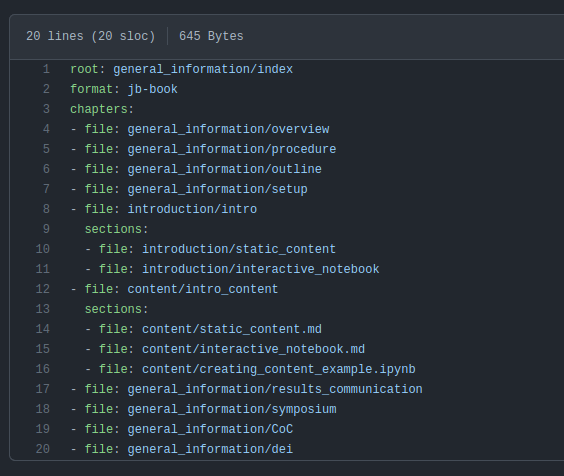 20 lines (20 sloc) 645 Bytes
1 root: general_information/index
2 format: jb-book
3 chapters:
4 - file: general_information/overview
5 - file: general_information/procedure
6 - file: general_information/outline
7 - file: general_information/setup
8 - file: introduction/intro
9   sections:
10   - file: introduction/static_content
11   - file: introduction/interactive_notebook
12 - file: content/intro_content
13   sections:
14   - file: content/static_content.md
15   - file: content/interactive_notebook.md
16   - file: content/creating_content_example.ipynb
17 - file: general_information/results_communication
18 - file: general_information/symposium
19 - file: general_information/CoC
20 - file: general_information/dei